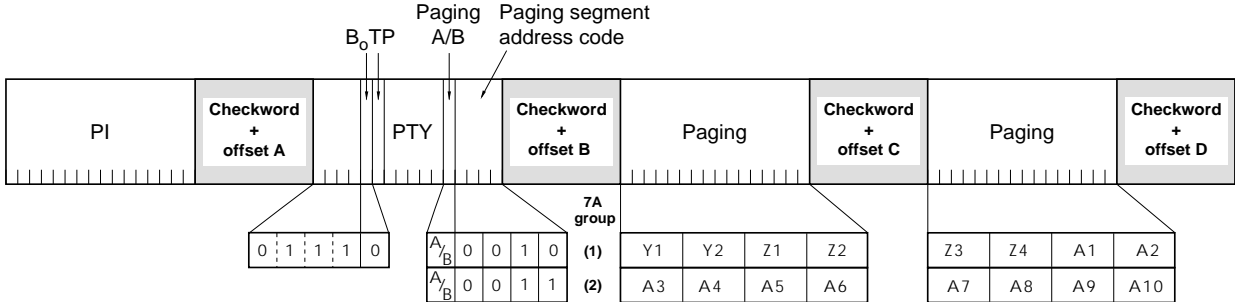 Paging Paging segment
B₀TP A/B address code
PI
Checkword
+
offset A
PTY
Checkword
+
offset B
Paging
Checkword
+
offset C
Paging
Checkword
+
offset D
7A
group
0 1 1 1 0 A/B 0 0 1 0 (1) Y1 Y2 Z1 Z2 Z3 Z4 A1 A2
A/B 0 0 1 1 (2) A3 A4 A5 A6 A7 A8 A9 A10